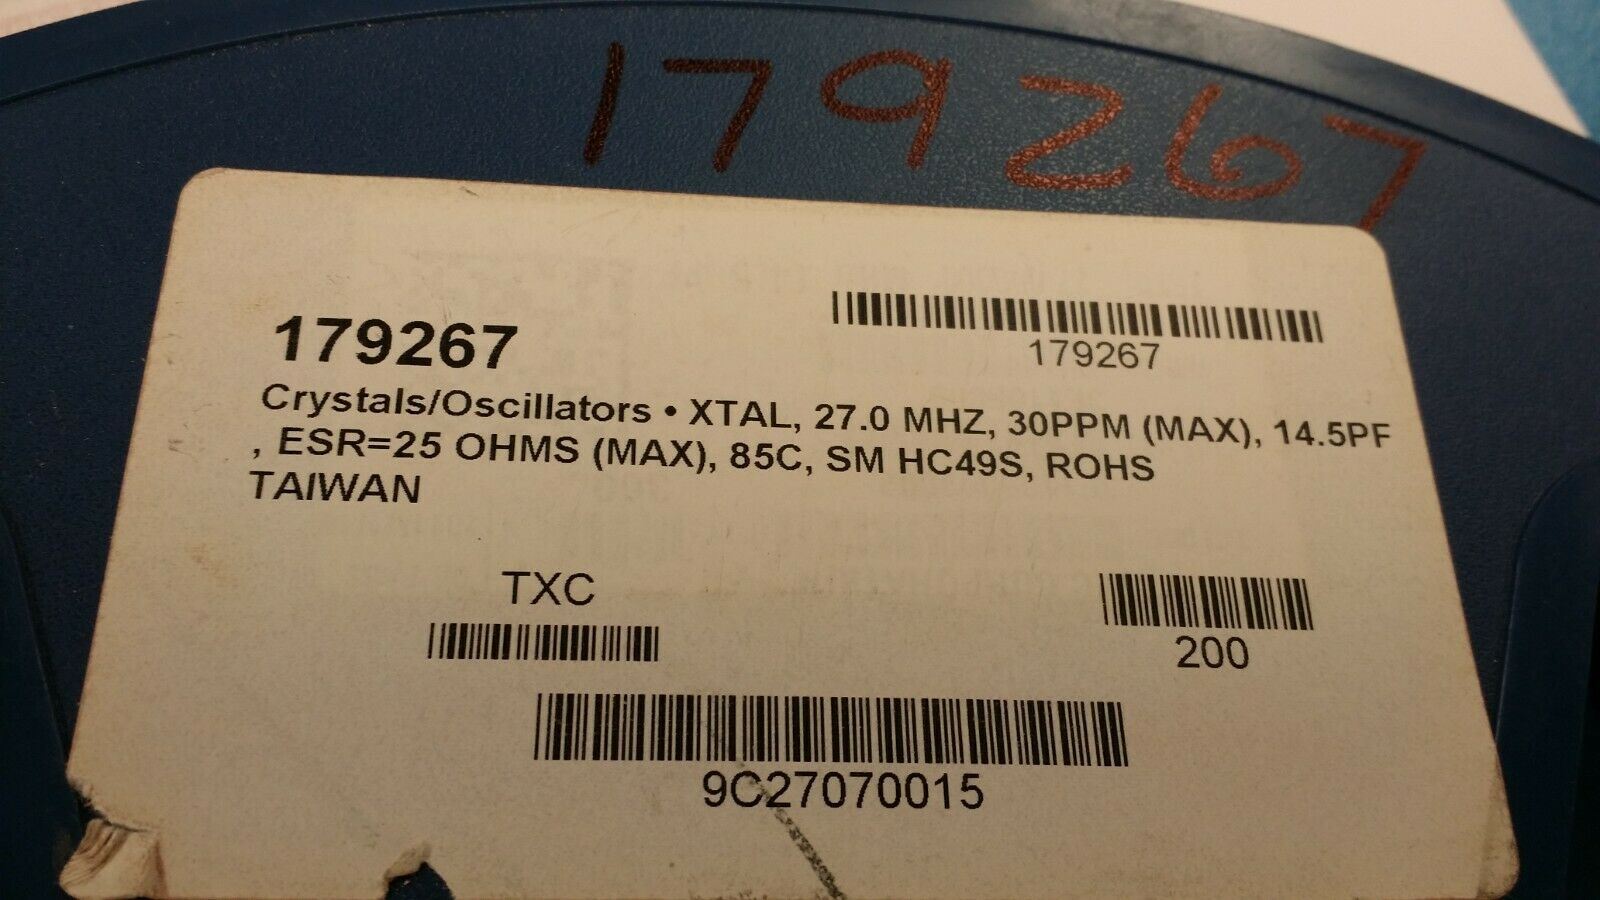 179267
179267
179267
Crystals/Oscillators • XTAL, 27.0 MHZ, 30PPM (MAX), 14.5PF
, ESR=25 OHMS (MAX), 85C, SM HC49S, ROHS
TAIWAN
TXC
200
9C27070015